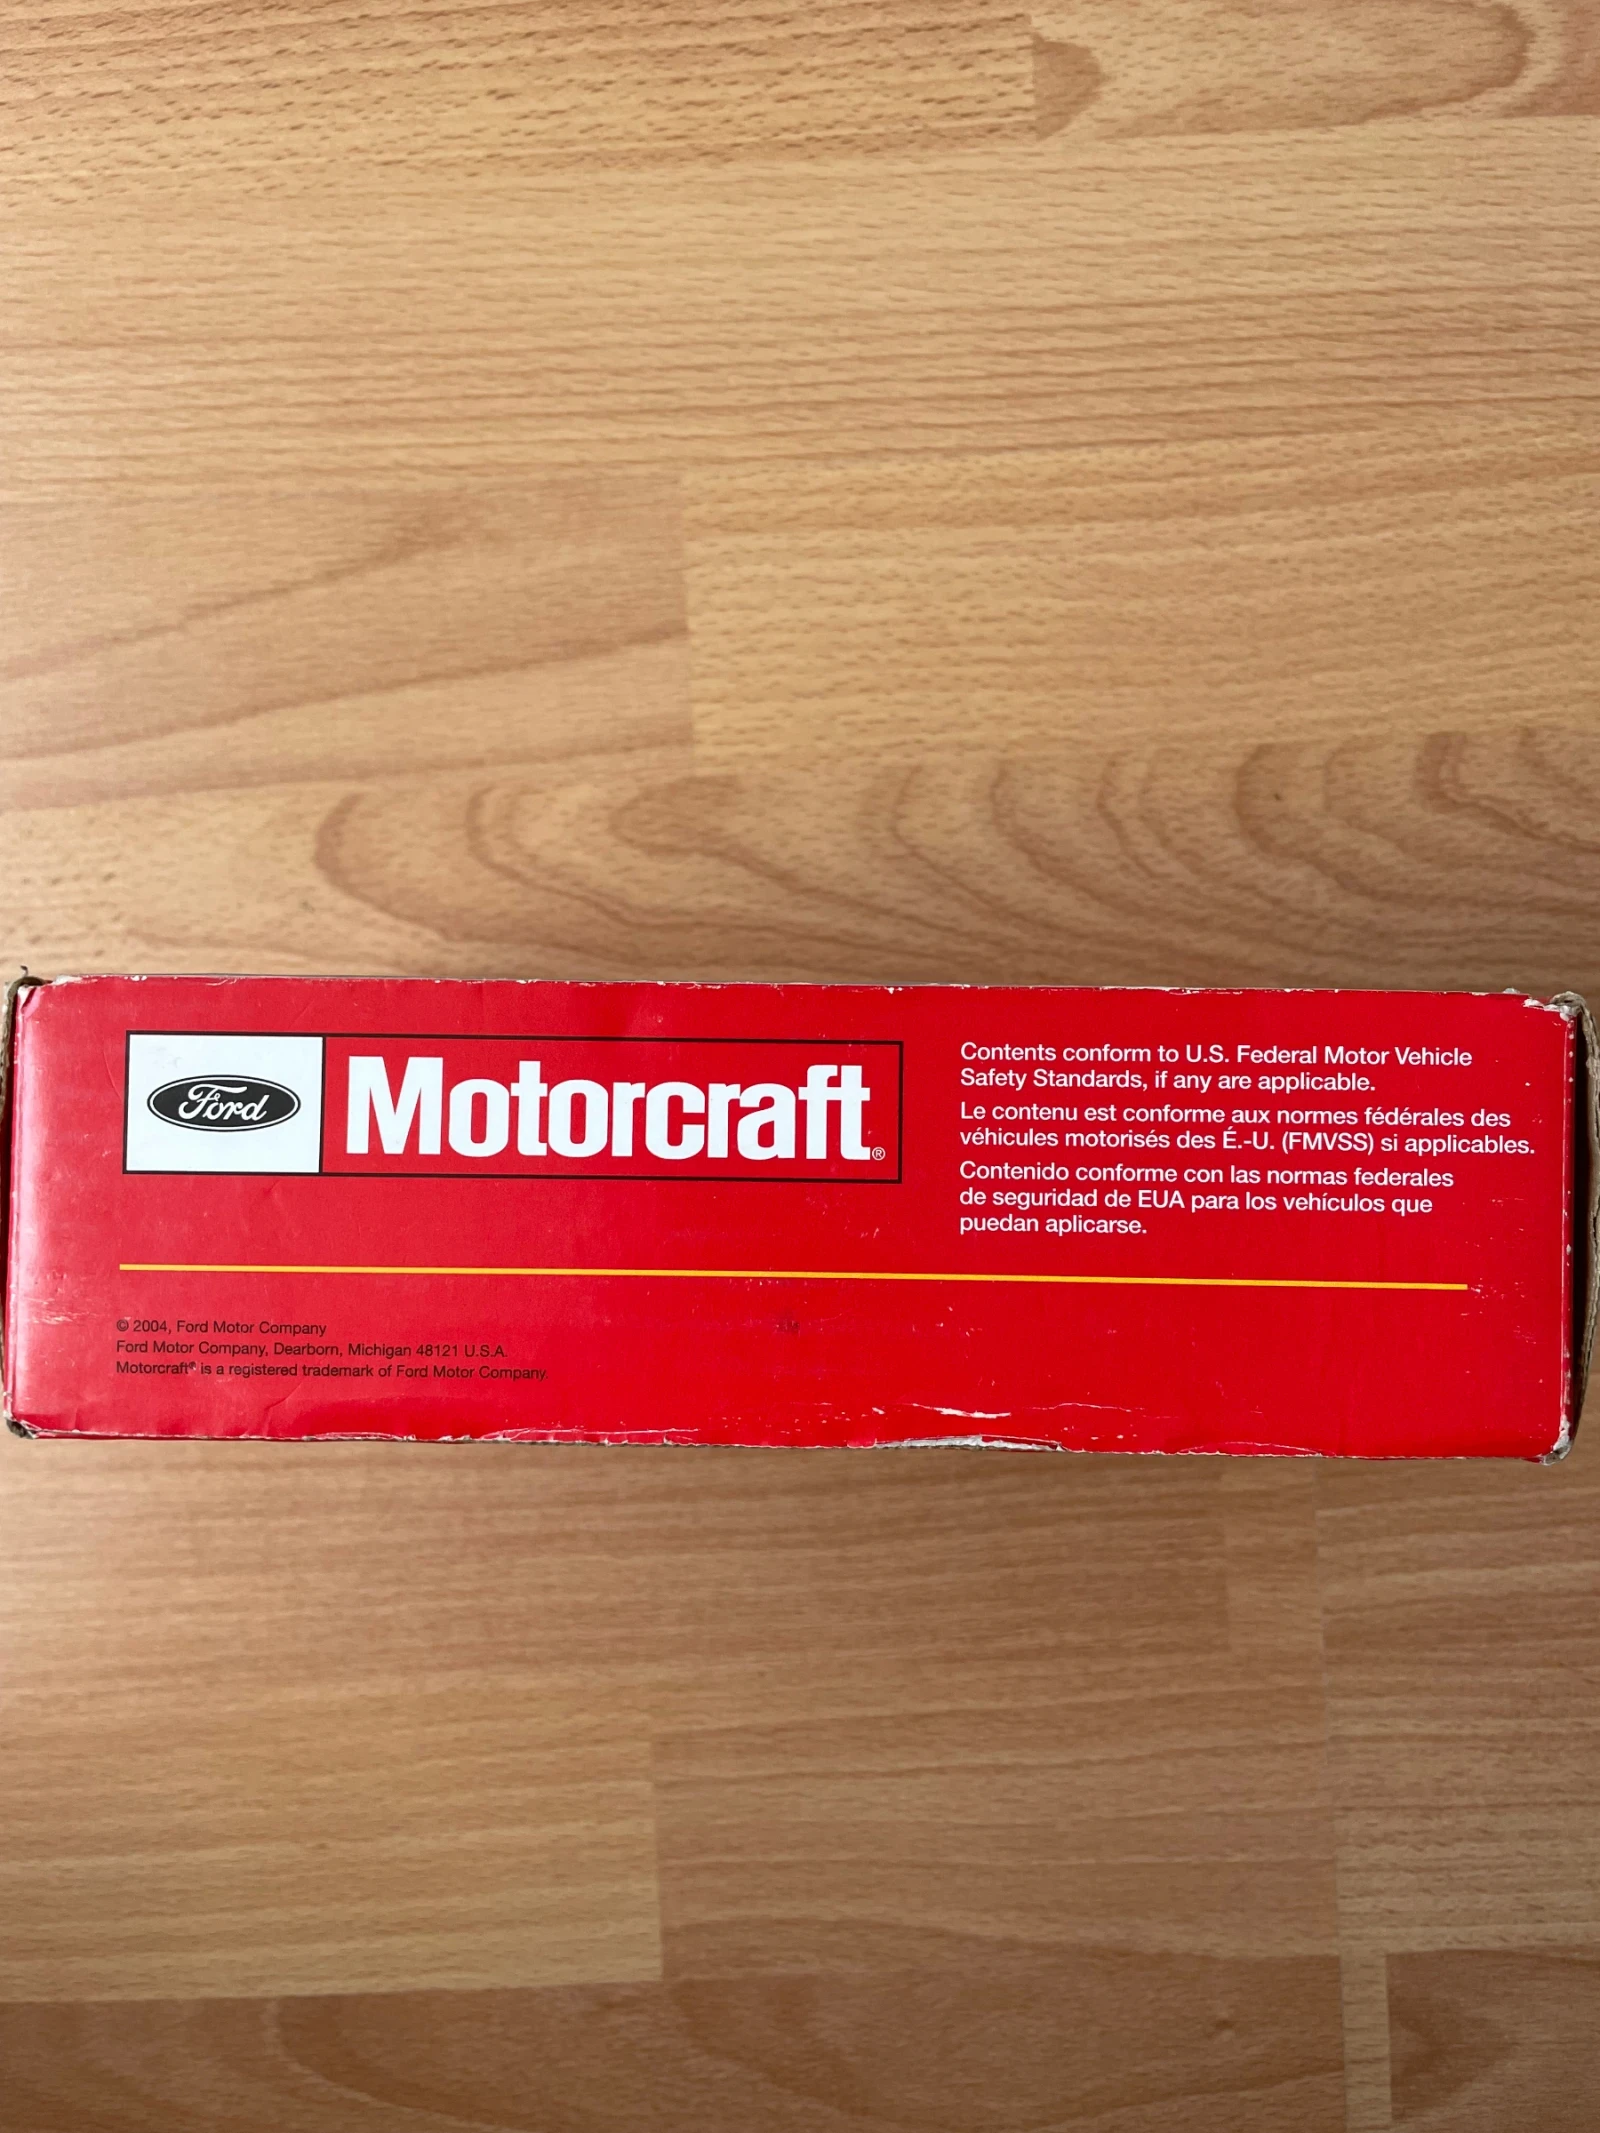 Ford
Motorcraft®
Contents conform to U.S. Federal Motor Vehicle
Safety Standards, if any are applicable.
Le contenu est conforme aux normes fédérales des
véhicules motorisés des É.-U. (FMVSS) si applicables.
Contenido conforme con las normas federales
de seguridad de EUA para los vehículos que
puedan aplicarse.
© 2004, Ford Motor Company
Ford Motor Company, Dearborn, Michigan 48121 U.S.A.
Motorcraft® is a registered trademark of Ford Motor Company.